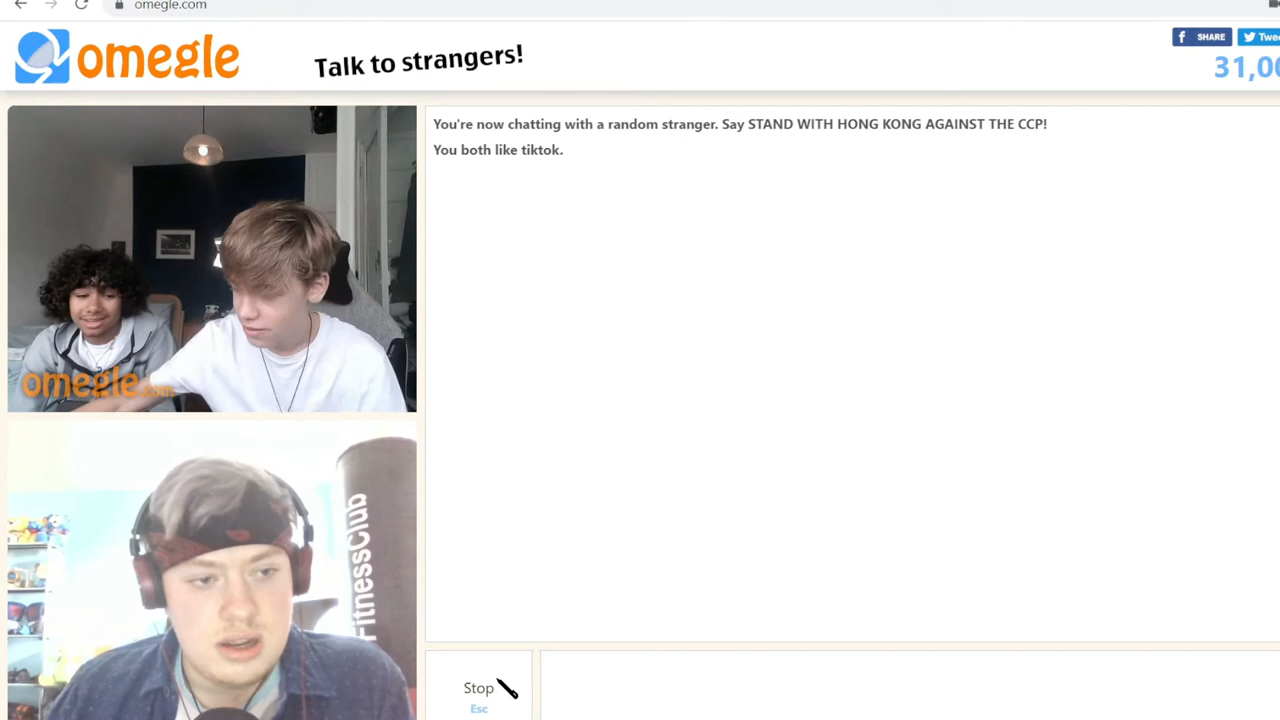 omegle.com
omegle
Talk to strangers!
SHARE
Twee
31,00
You're now chatting with a random stranger. Say STAND WITH HONG KONG AGAINST THE CCP!
You both like tiktok.
omegle.com
FitnessClub
Stop
Esc